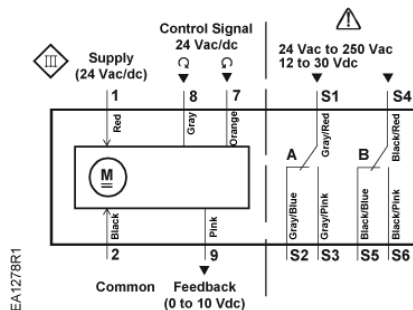 Control Signal
24 Vac/dc
Supply
(24 Vac/dc)
III
24 Vac to 250 Vac
12 to 30 Vdc
1
8
7
S1
S4
Red
Gray
Orange
Gray/Red
Black/Red
A
B
M
Black
Pink
Gray/Blue
Gray/Pink
Black/Blue
Black/Pink
2
9
S2
S3
S5
S6
Common
Feedback
(0 to 10 Vdc)
EA1278R1